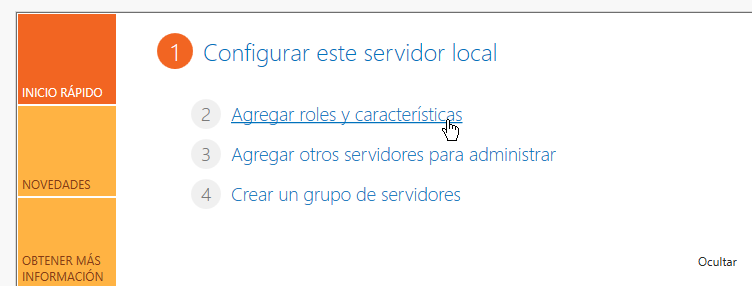 1 Configurar este servidor local
INICIO RÁPIDO
2 Agregar roles y características
3 Agregar otros servidores para administrar
NOVEDADES
4 Crear un grupo de servidores
OBTENER MÁS
INFORMACIÓN
Ocultar